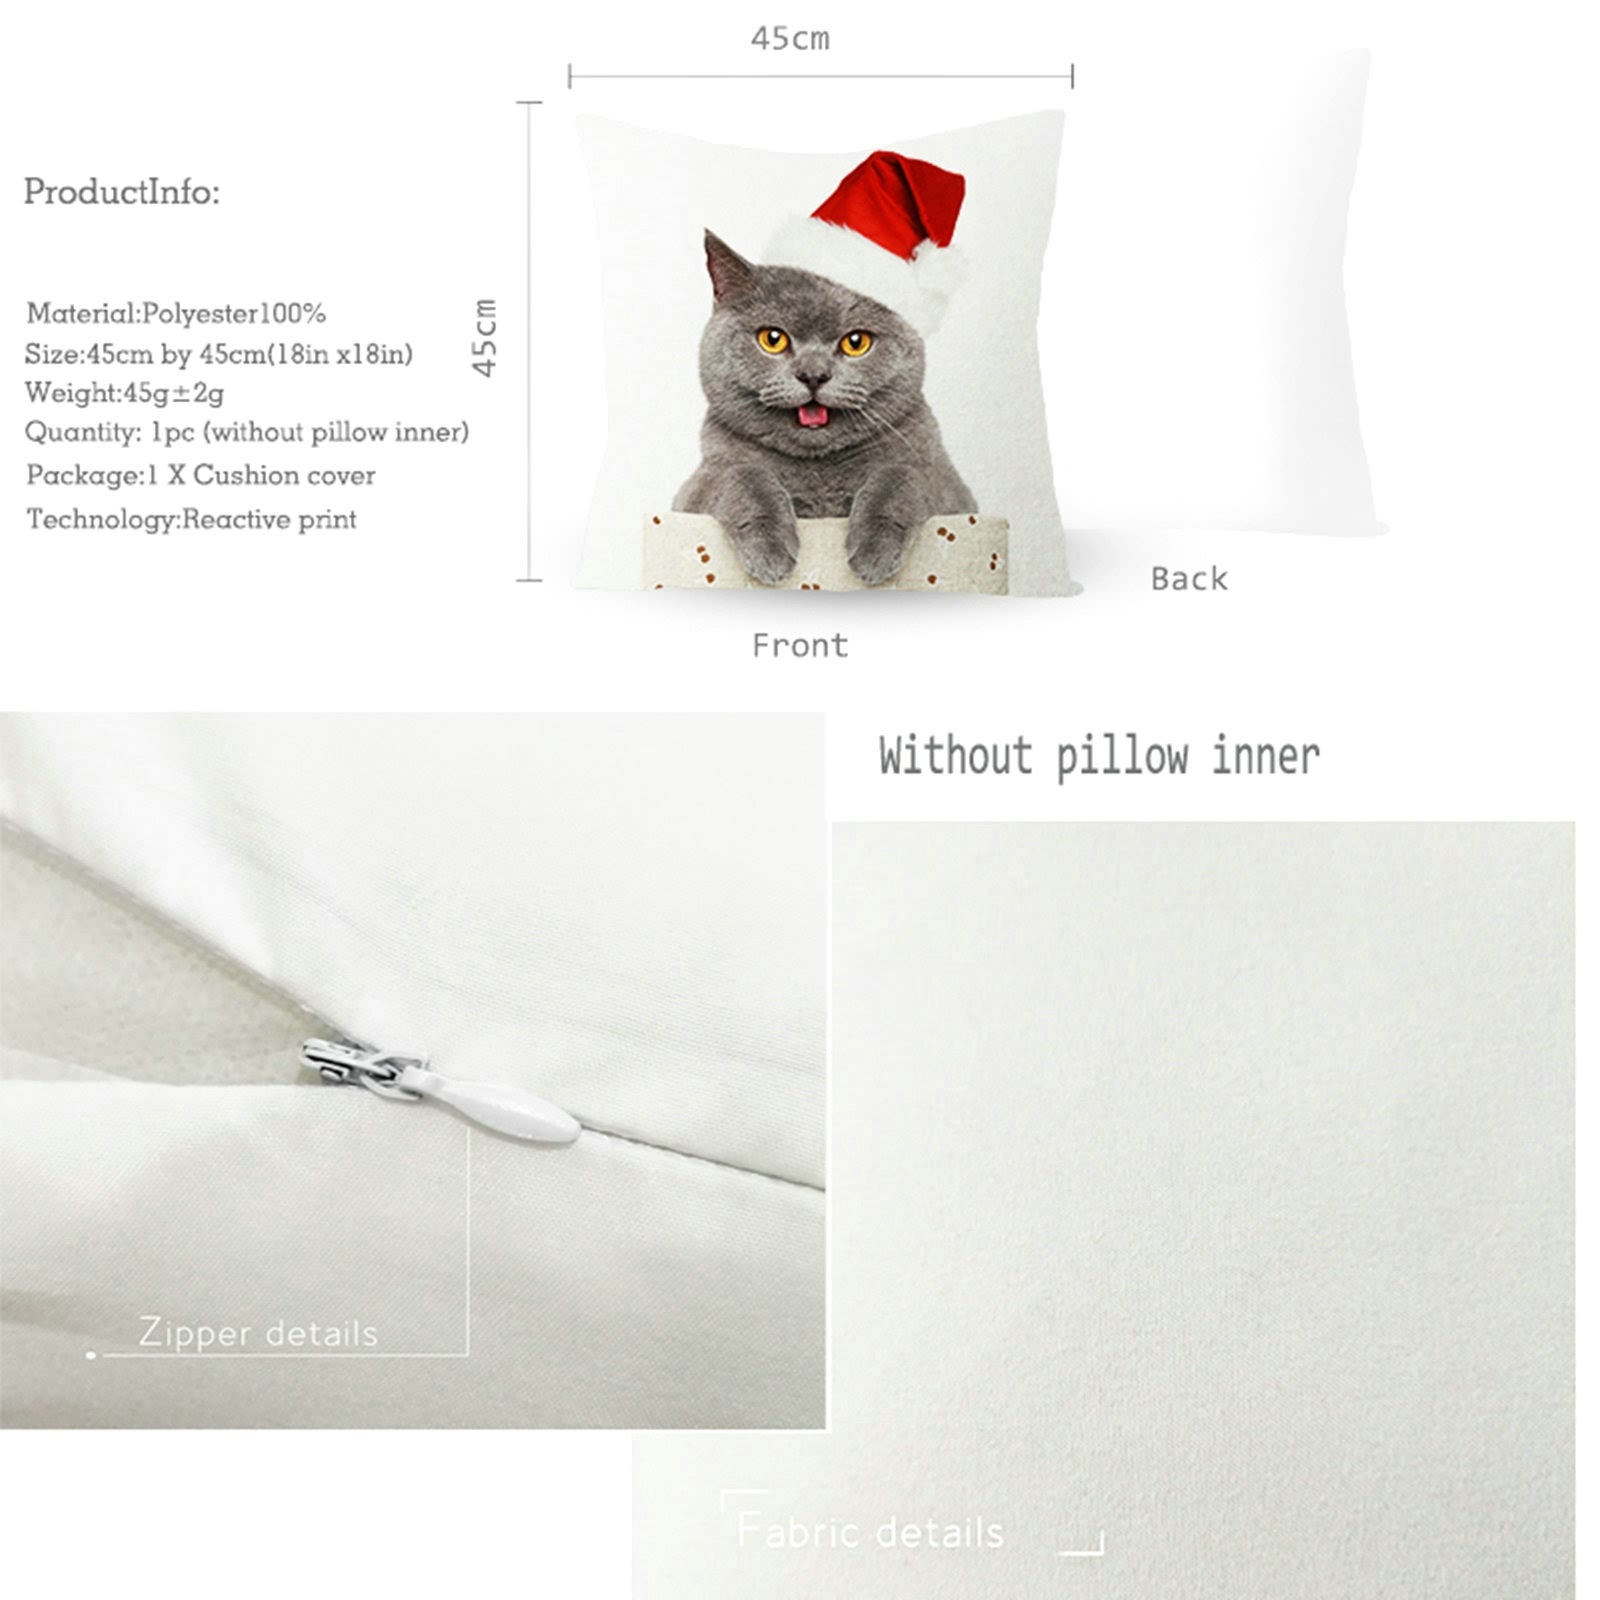 45cm
45cm
ProductInfo:
Material:Polyester100%
Size:45cm by 45cm(18in x18in)
Weight:45g±2g
Quantity: 1pc (without pillow inner)
Package:1 X Cushion cover
Technology:Reactive print
Back
Front
Without pillow inner
Zipper details
Fabric details